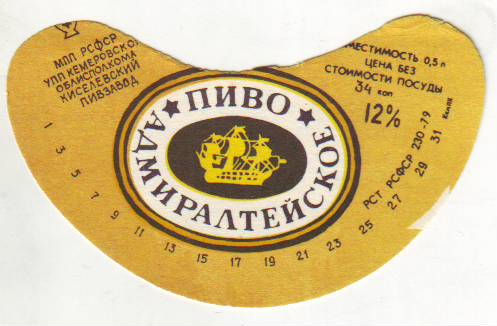 МПП РСФСР
УПП КЕМЕРОВСКОГО
ОБЛИСПОЛКОМА
КИСЕЛЕВСКИЙ
ПИВЗАВОД
ПИВО
АДМИРАЛТЕЙСКОЕ
ВМЕСТИМОСТЬ 0,5 л
ЦЕНА БЕЗ
СТОИМОСТИ ПОСУДЫ
34 коп
12%
РСТ РСФСР 230-79
1 3 5 7 9 11 13 15 17 19 21 23 25 27 29 31